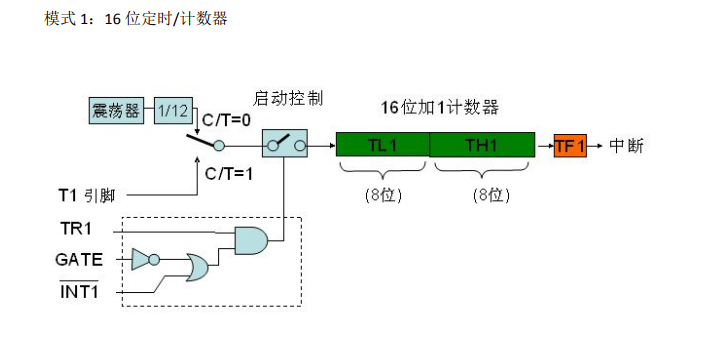 模式 1：16 位定时/计数器
启动控制
16位加1计数器
震荡器
1/12
C/T=0
TL1
TH1
TF1
中断
C/T=1
T1 引脚
(8位)
(8位)
TR1
GATE
INT1